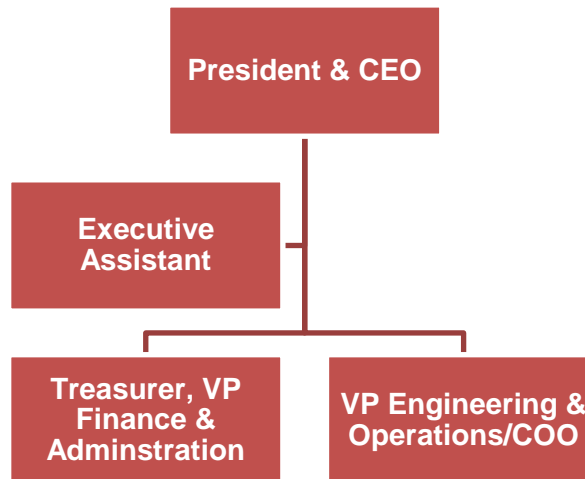 President & CEO
Executive
Assistant
Treasurer, VP
Finance &
Adminstration
VP Engineering &
Operations/COO